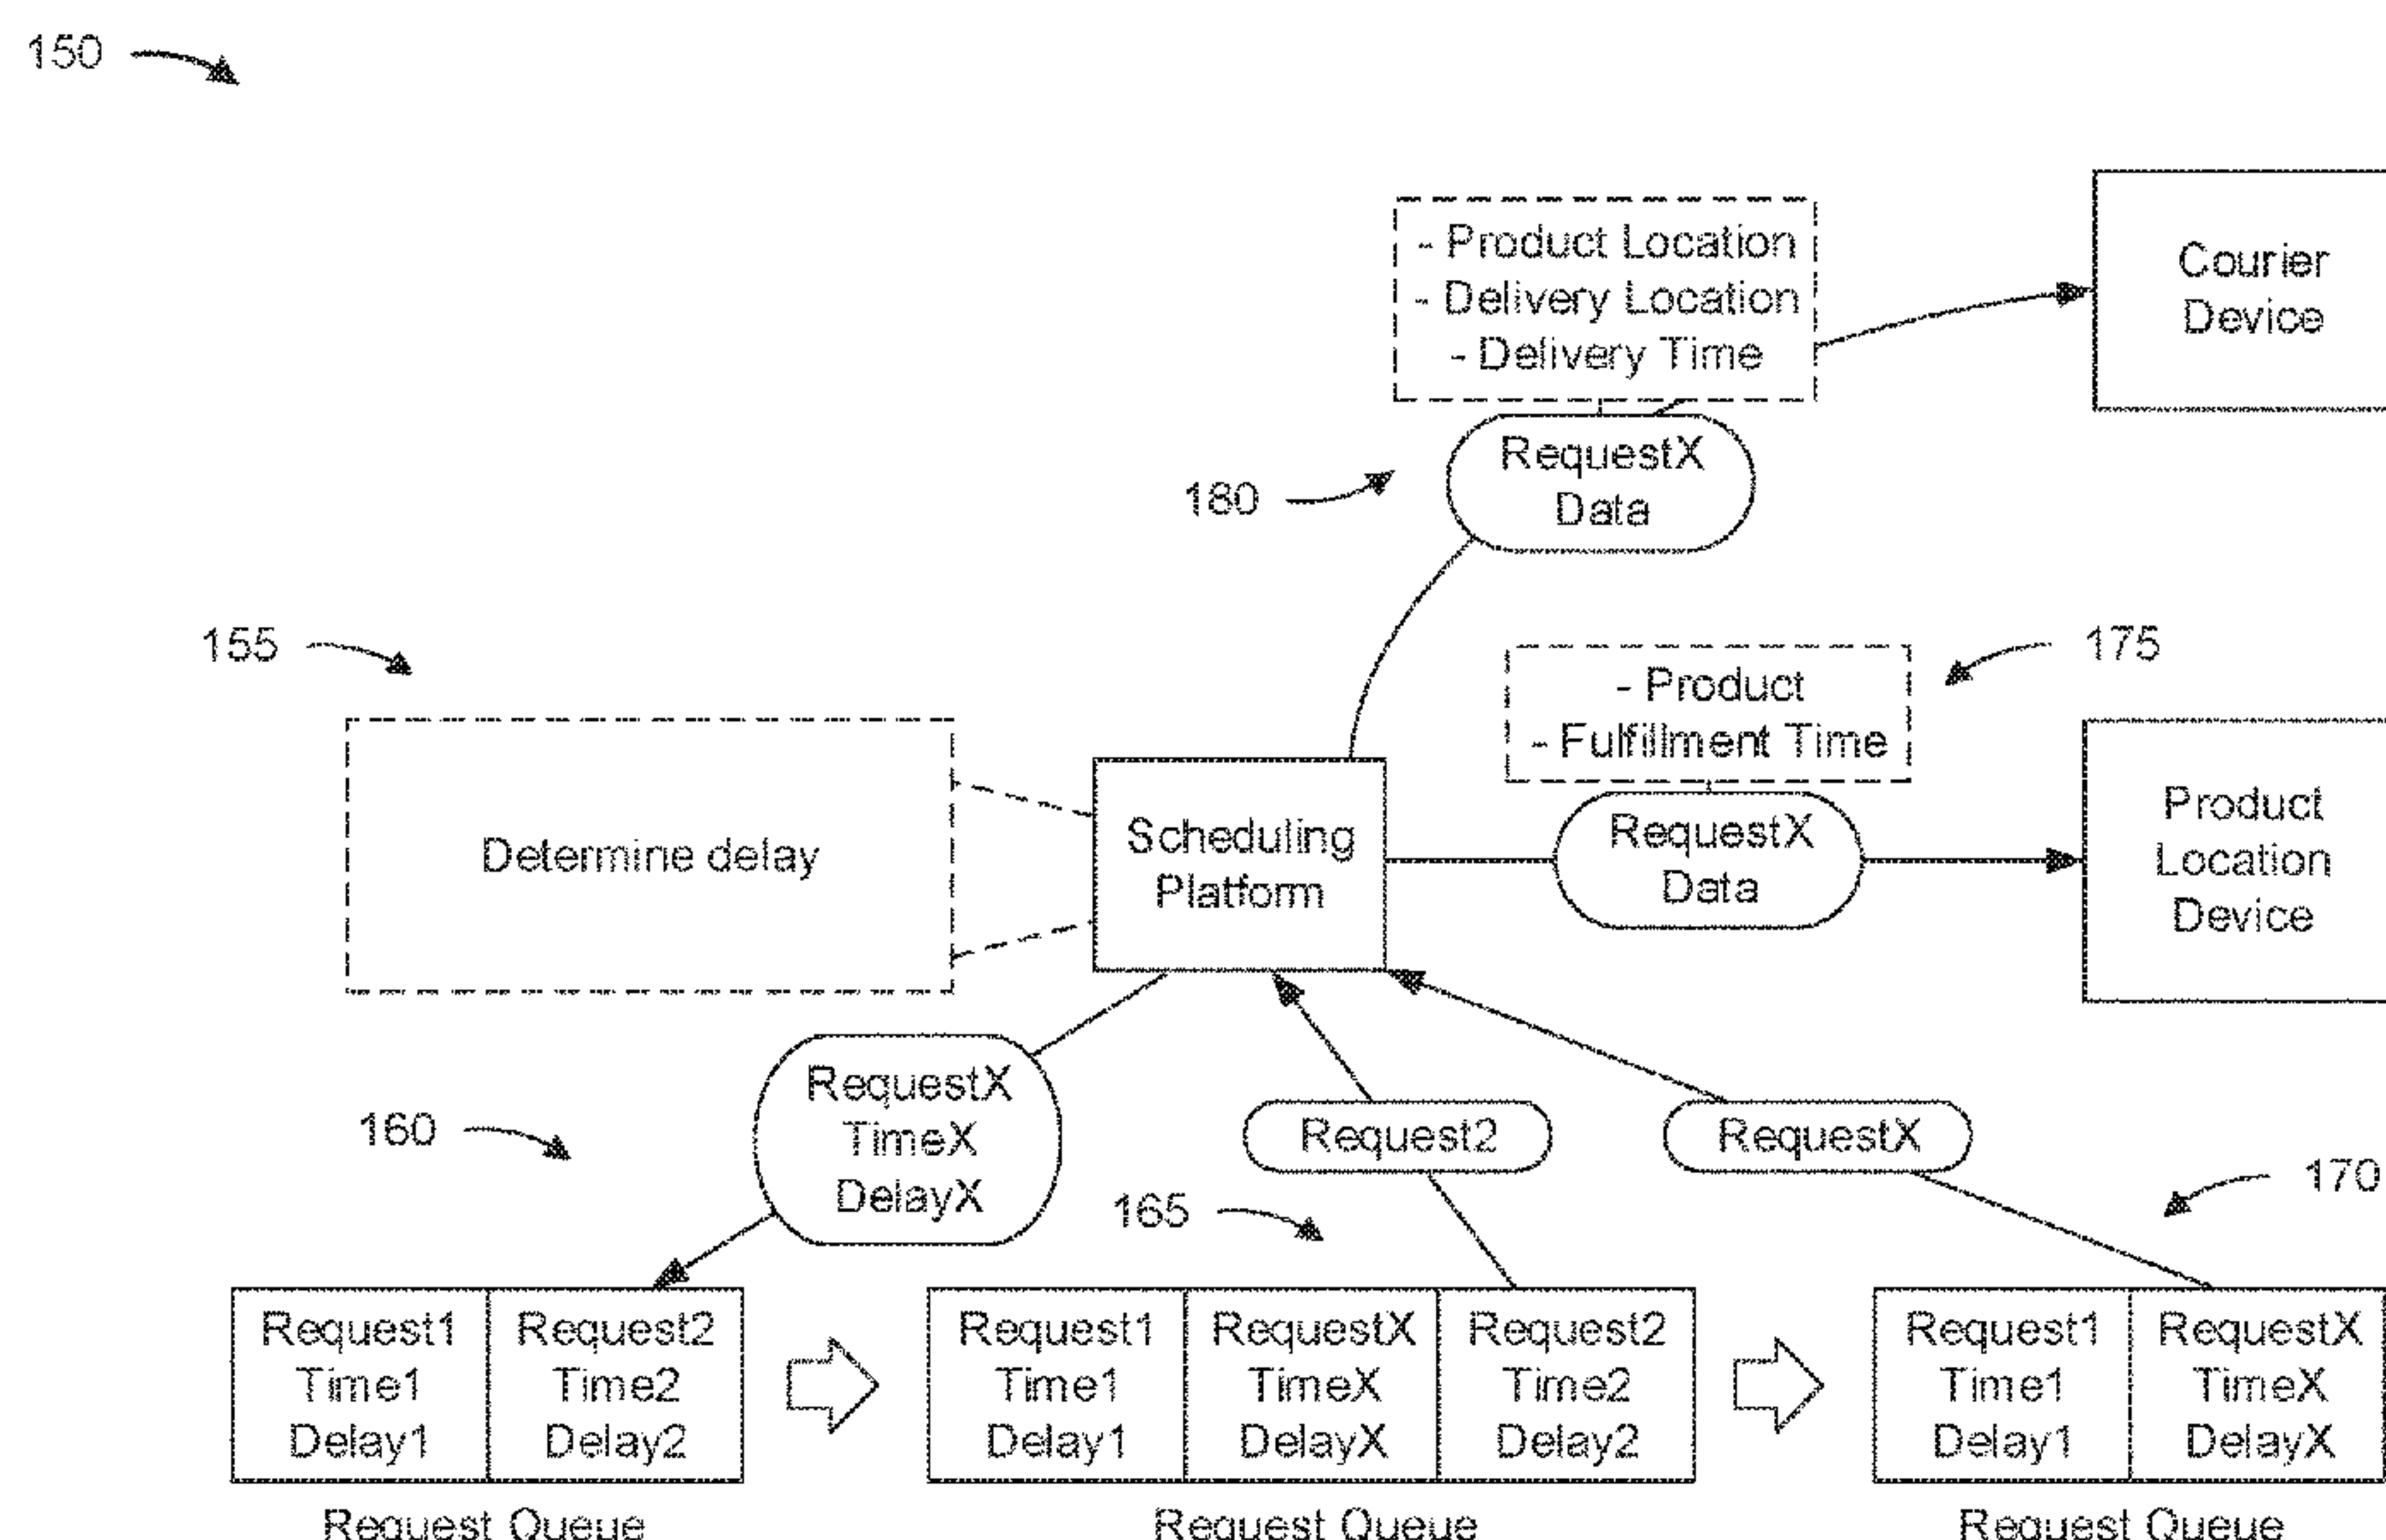 150
- Product Location
- Delivery Location
- Delivery Time
Courier
Device
RequestX
Data
180
155
175
- Product
- Fulfillment Time
Determine delay
Scheduling
Platform
RequestX
Data
Product
Location
Device
RequestX
TimeX
DelayX
160
Request2
RequestX
165
170
Request1
Time1
Delay1
Request2
Time2
Delay2
Request1
Time1
Delay1
RequestX
TimeX
DelayX
Request2
Time2
Delay2
Request1
Time1
Delay1
RequestX
TimeX
DelayX
Request Queue
Request Queue
Request Queue